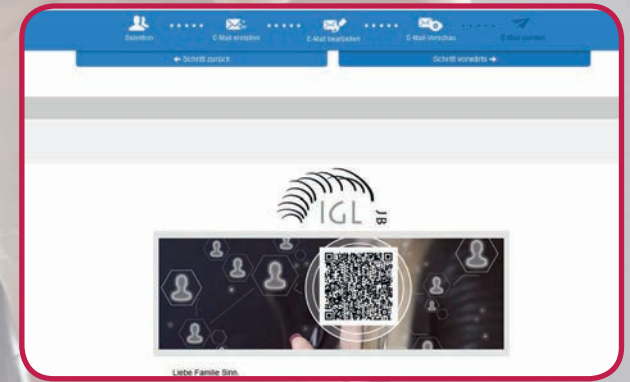 Selektion
E-Mail erstellen
E-Mail bearbeiten
E-Mail-Vorschau
E-Mail senden
← Schritt zurück
Schritt vorwärts →
IGL JB
Liebe Familie Sinn,